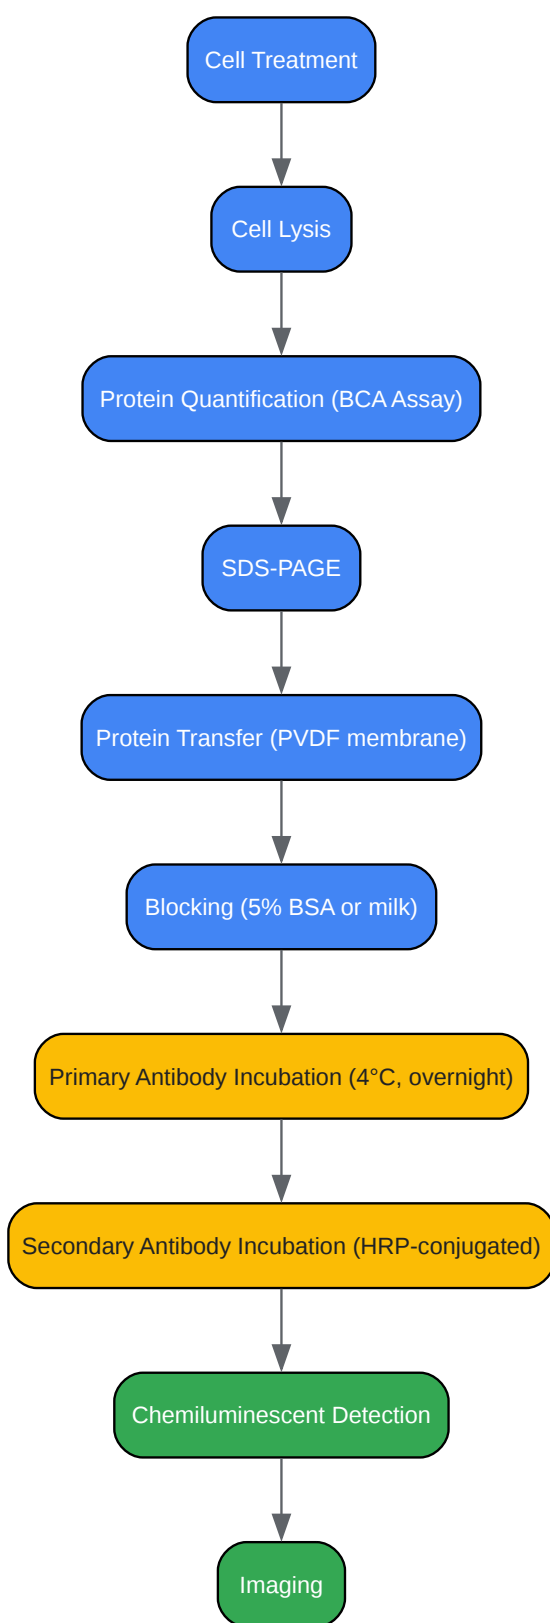 Cell Treatment
Cell Lysis
Protein Quantification (BCA Assay)
SDS-PAGE
Protein Transfer (PVDF membrane)
Blocking (5% BSA or milk)
Primary Antibody Incubation (4°C, overnight)
Secondary Antibody Incubation (HRP-conjugated)
Chemiluminescent Detection
Imaging